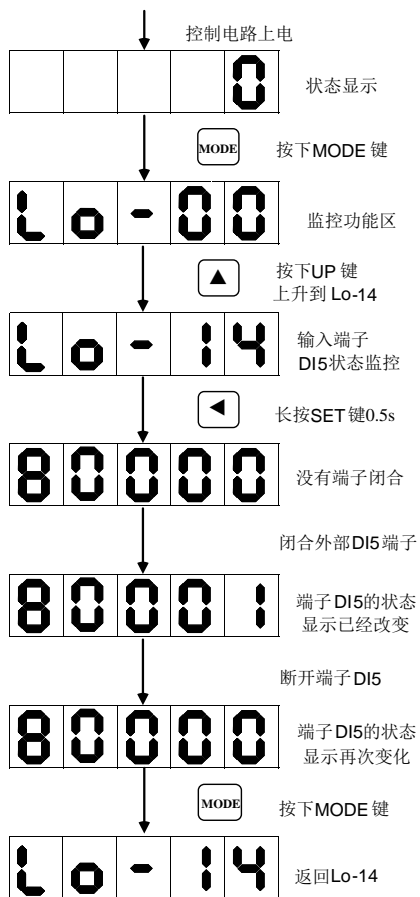 控制电路上电
0
状态显示
MODE
按下MODE 键
Lo-00
监控功能区
按下UP 键
上升到 Lo-14
Lo-14
输入端子
DI5状态监控
长按SET 键0.5s
80000
没有端子闭合
闭合外部DI5端子
80001
端子DI5的状态
显示已经改变
断开端子DI5
80000
端子DI5的状态
显示再次变化
MODE
按下MODE 键
Lo-14
返回Lo-14